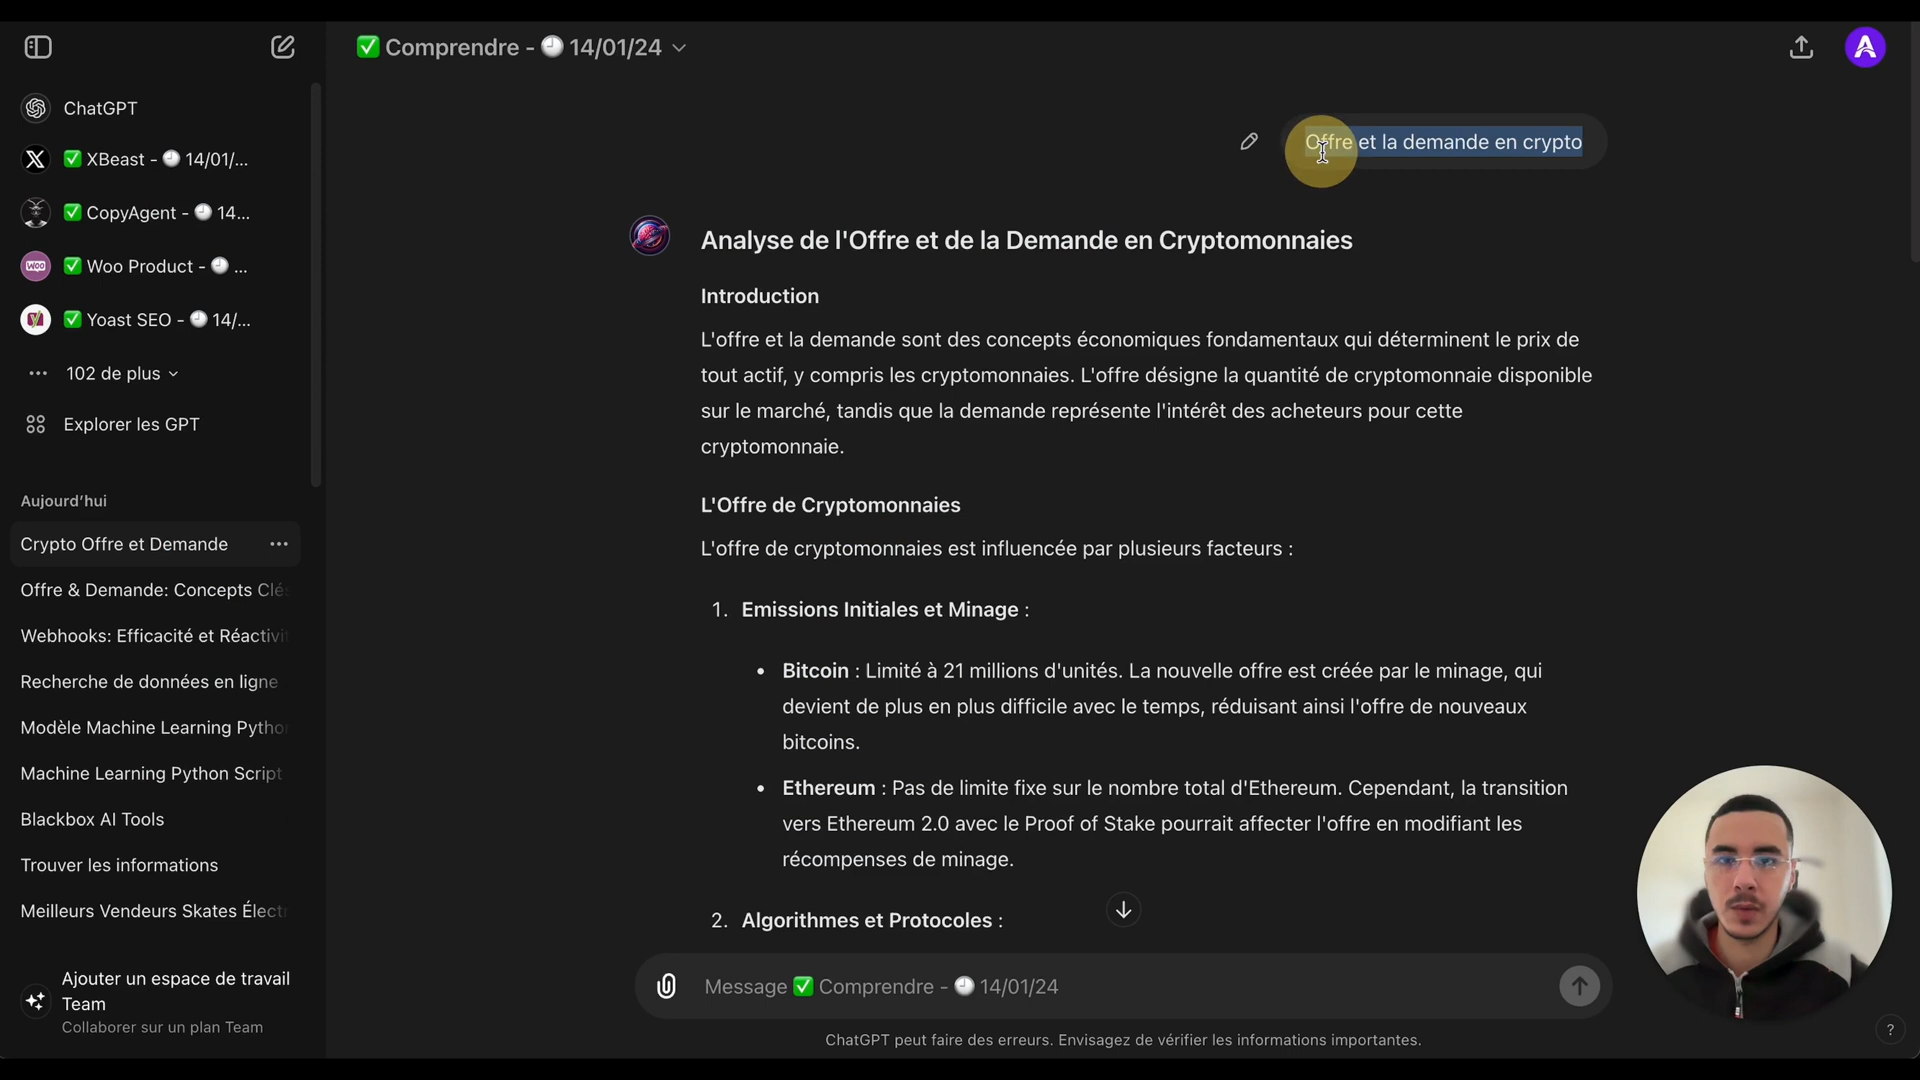 ✅ Comprendre - 🕘 14/01/24
ChatGPT
✅ XBeast - 🕘 14/01/...
✅ CopyAgent - 🕘 14...
✅ Woo Product - 🕘 ...
✅ Yoast SEO - 🕘 14/...
102 de plus
Explorer les GPT
Aujourd'hui
Crypto Offre et Demande
Offre & Demande: Concepts Clés
Webhooks: Efficacité et Réactivi
Recherche de données en ligne
Modèle Machine Learning Pytho
Machine Learning Python Script
Blackbox AI Tools
Trouver les informations
Meilleurs Vendeurs Skates Élect
Ajouter un espace de travail
Team
Collaborer sur un plan Team
Offre et la demande en crypto
Analyse de l'Offre et de la Demande en Cryptomonnaies
Introduction
L'offre et la demande sont des concepts économiques fondamentaux qui déterminent le prix de
tout actif, y compris les cryptomonnaies. L'offre désigne la quantité de cryptomonnaie disponible
sur le marché, tandis que la demande représente l'intérêt des acheteurs pour cette
cryptomonnaie.
L'Offre de Cryptomonnaies
L'offre de cryptomonnaies est influencée par plusieurs facteurs :
1. Emissions Initiales et Minage :
• Bitcoin : Limité à 21 millions d'unités. La nouvelle offre est créée par le minage, qui
devient de plus en plus difficile avec le temps, réduisant ainsi l'offre de nouveaux
bitcoins.
• Ethereum : Pas de limite fixe sur le nombre total d'Ethereum. Cependant, la transition
vers Ethereum 2.0 avec le Proof of Stake pourrait affecter l'offre en modifiant les
récompenses de minage.
2. Algorithmes et Protocoles :
Message ✅ Comprendre - 🕘 14/01/24
ChatGPT peut faire des erreurs. Envisagez de vérifier les informations importantes.
?